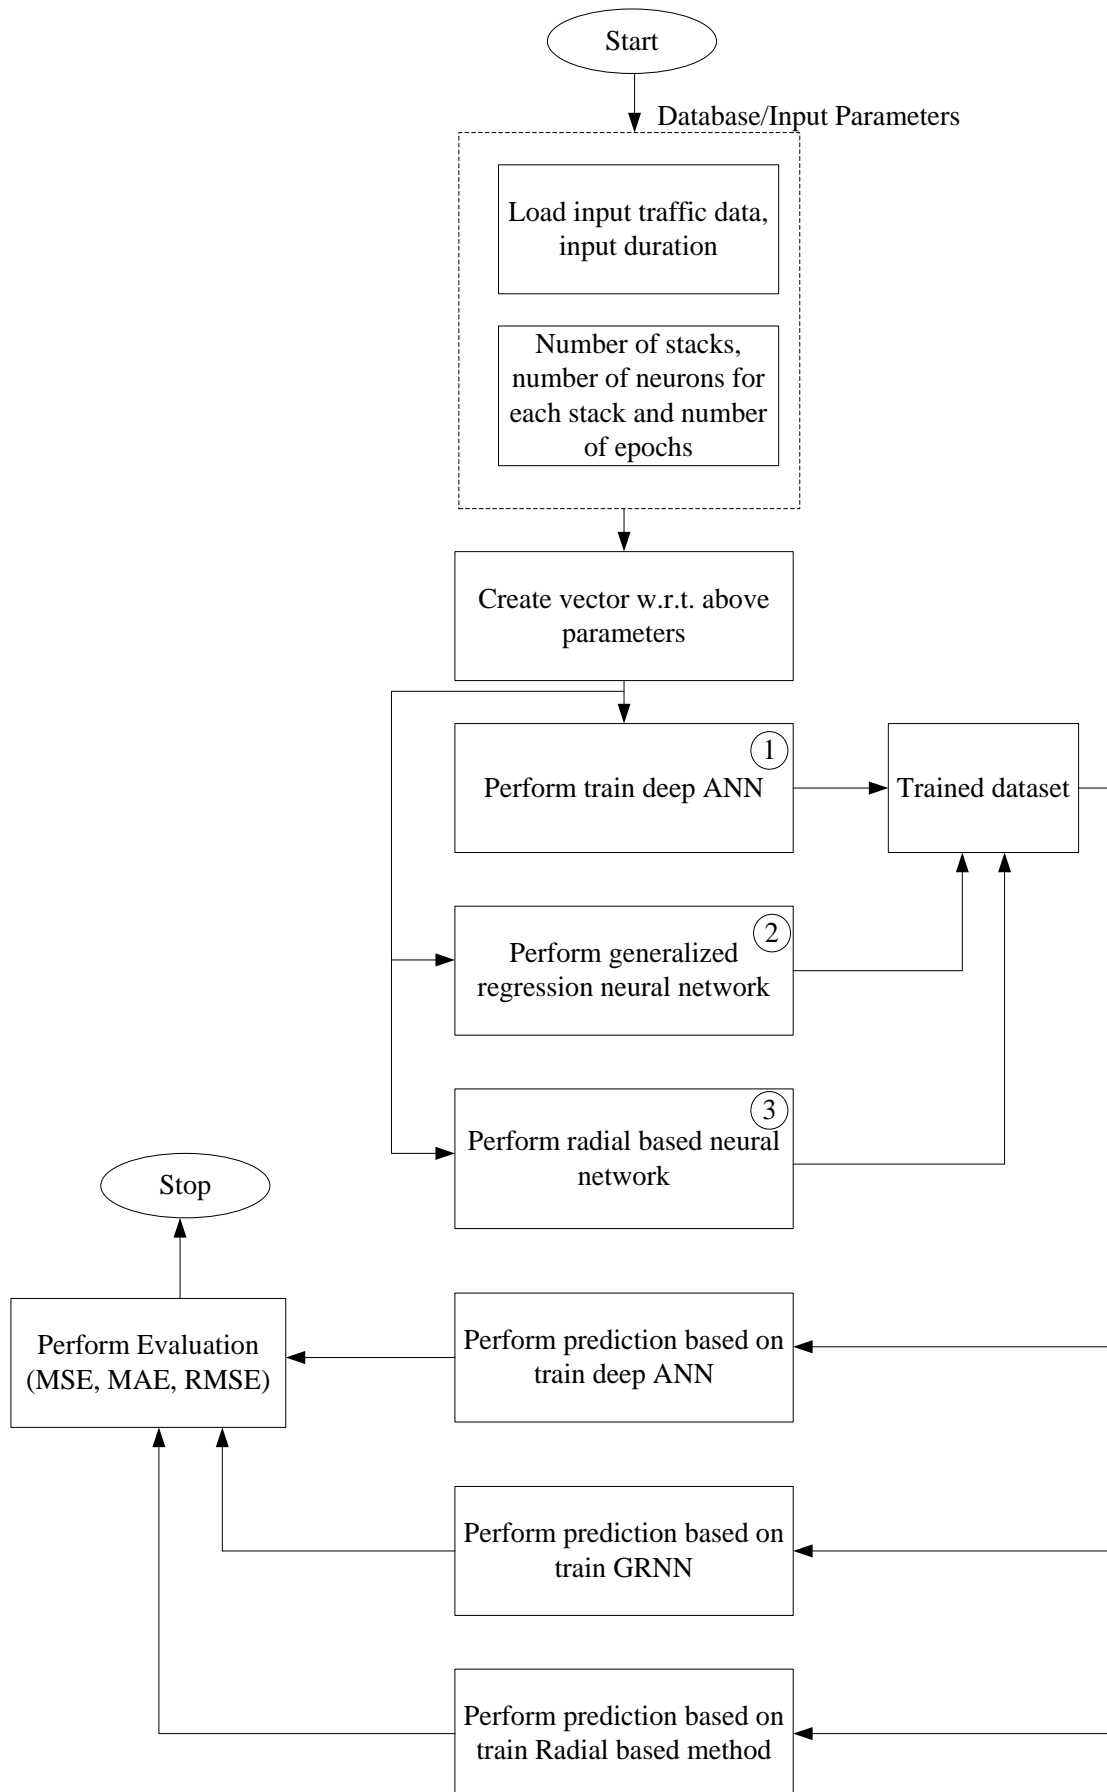 Start
Database/Input Parameters
Load input traffic data,
input duration
Number of stacks,
number of neurons for
each stack and number
of epochs
Create vector w.r.t. above
parameters
1
Perform train deep ANN
Trained dataset
2
Perform generalized
regression neural network
3
Perform radial based neural
network
Stop
Perform Evaluation
(MSE, MAE, RMSE)
Perform prediction based on
train deep ANN
Perform prediction based on
train GRNN
Perform prediction based on
train Radial based method